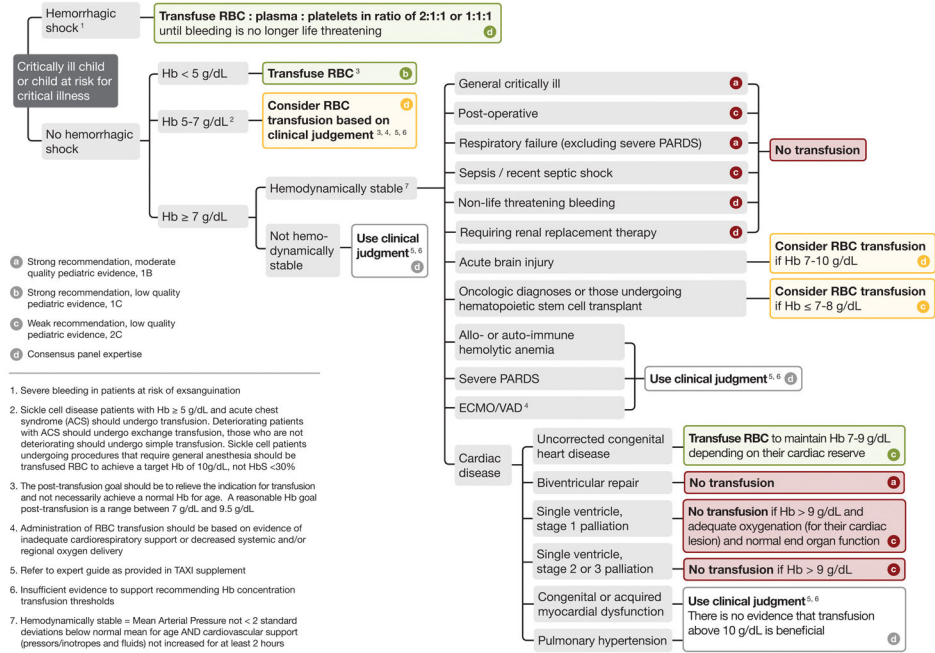 Hemorrhagic
shock 1
Transfuse RBC : plasma : platelets in ratio of 2:1:1 or 1:1:1
until bleeding is no longer life threatening
d
Critically ill child
or child at risk for
critical illness
No hemorrhagic
shock
Hb < 5 g/dL
Transfuse RBC 3
b
Hb 5-7 g/dL 2
Consider RBC
transfusion based on
clinical judgement 3, 4, 5, 6
d
Hb ≥ 7 g/dL
Hemodynamically stable 7
Not hemo-
dynamically
stable
Use clinical
judgment 5, 6
d
General critically ill
a
Post-operative
c
Respiratory failure (excluding severe PARDS)
a
Sepsis / recent septic shock
c
Non-life threatening bleeding
d
Requiring renal replacement therapy
d
No transfusion
Acute brain injury
Consider RBC transfusion
if Hb 7-10 g/dL
d
Oncologic diagnoses or those undergoing
hematopoietic stem cell transplant
Consider RBC transfusion
if Hb ≤ 7-8 g/dL
c
Allo- or auto-immune
hemolytic anemia
Severe PARDS
ECMO/VAD 4
Use clinical judgment 5, 6
d
Cardiac
disease
Uncorrected congenital
heart disease
Transfuse RBC to maintain Hb 7-9 g/dL
depending on their cardiac reserve
c
Biventricular repair
No transfusion
a
Single ventricle,
stage 1 palliation
No transfusion if Hb > 9 g/dL and
adequate oxygenation (for their cardiac
lesion) and normal end organ function
c
Single ventricle,
stage 2 or 3 palliation
No transfusion if Hb > 9 g/dL
c
Congenital or acquired
myocardial dysfunction
Pulmonary hypertension
Use clinical judgment 5, 6
There is no evidence that transfusion
above 10 g/dL is beneficial
d
a Strong recommendation, moderate
quality pediatric evidence, 1B
b Strong recommendation, low quality
pediatric evidence, 1C
c Weak recommendation, low quality
pediatric evidence, 2C
d Consensus panel expertise
1. Severe bleeding in patients at risk of exsanguination
2. Sickle cell disease patients with Hb ≥ 5 g/dL and acute chest
syndrome (ACS) should undergo transfusion. Deteriorating patients
with ACS should undergo exchange transfusion, those who are not
deteriorating should undergo simple transfusion. Sickle cell patients
undergoing procedures that require general anesthesia should be
transfused RBC to achieve a target Hb of 10g/dL, not HbS <30%
3. The post-transfusion goal should be to relieve the indication for transfusion
and not necessarily achieve a normal Hb for age. A reasonable Hb goal
post-transfusion is a range between 7 g/dL and 9.5 g/dL
4. Administration of RBC transfusion should be based on evidence of
inadequate cardiorespiratory support or decreased systemic and/or
regional oxygen delivery
5. Refer to expert guide as provided in TAXI supplement
6. Insufficient evidence to support recommending Hb concentration
transfusion thresholds
7. Hemodynamically stable = Mean Arterial Pressure not < 2 standard
deviations below normal mean for age AND cardiovascular support
(pressors/inotropes and fluids) not increased for at least 2 hours